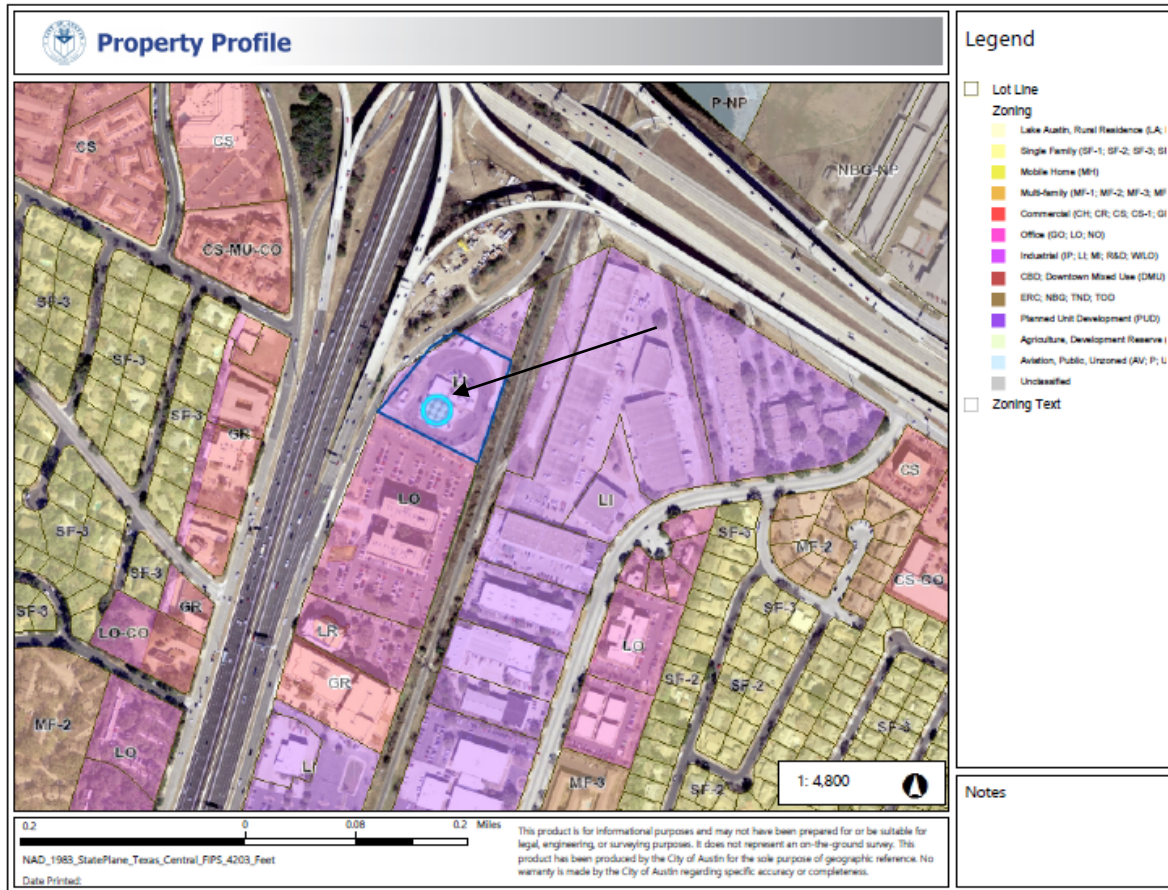 Property Profile
Legend
Lot Line
Zoning
Lake Austin, Rural Residence (LA;
Single Family (SF-1; SF-2; SF-3; SF
Mobile Home (MH)
Multi-family (MF-1; MF-2; MF-3; MF
Commercial (CH; CR; CS; CS-1; GR
Office (GO; LO; NO)
Industrial (IP; LI; MI; R&D; W/LO)
CBD; Downtown Mixed Use (DMU)
ERC; NBG; TND; TOD
Planned Unit Development (PUD)
Agriculture, Development Reserve
Aviation, Public, Unzoned (AV; P; U
Unclassified
Zoning Text
P-NP
CS
CS
NBG-NP
CS-MU-CO
SF-3
SF-3
LI
SF-3
GR
CS
LO
LI
SF-3
SF-3
MF-2
SF-3
CS-CO
SF-3
GR
SF-3
LO-CO
LR
LO
SF-2
SF-2
GR
SF-3
MF-2
LO
LI
MF-3
SF-2
1: 4,800
Notes
0.2 0 0.08 0.2 Miles
NAD_1983_StatePlane_Texas_Central_FIPS_4203_Feet
Date Printed:
This product is for informational purposes and may not have been prepared for or be suitable for
legal, engineering, or surveying purposes. It does not represent an on-the-ground survey. This
product has been produced by the City of Austin for the sole purpose of geographic reference. No
warranty is made by the City of Austin regarding specific accuracy or completeness.